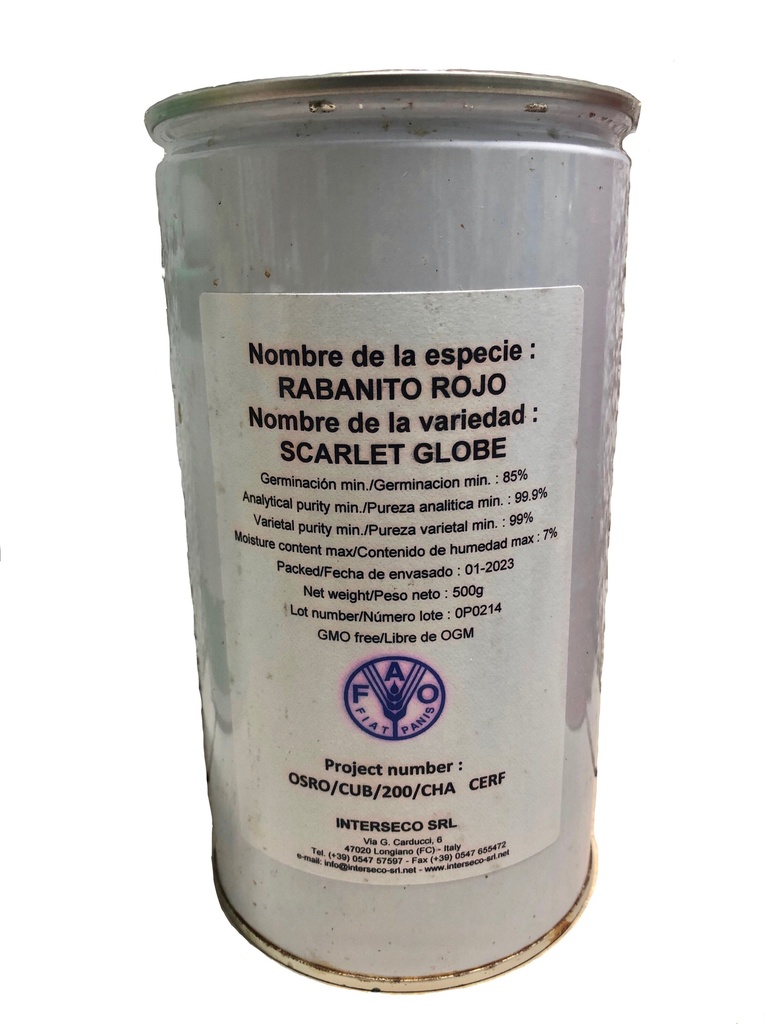 Nombre de la especie :
RABANITO ROJO
Nombre de la variedad :
SCARLET GLOBE
Germinación min./Germinacion min. : 85%
Analytical purity min./Pureza analitica min. : 99.9%
Varietal purity min./Pureza varietal min. : 99%
Moisture content max/Contenido de humedad max : 7%
Packed/Fecha de envasado : 01-2023
Net weight/Peso neto : 500g
Lot number/Número lote : 0P0214
GMO free/Libre de OGM
F A O
FIAT PANIS
Project number :
OSRO/CUB/200/CHA CERF
INTERSECO SRL
Via G. Carducci, 6
47020 Longiano (FC) - Italy
Tel. (+39) 0547 57597 - Fax (+39) 0547 655472
e-mail: info@interseco-srl.net - www.interseco-srl.net